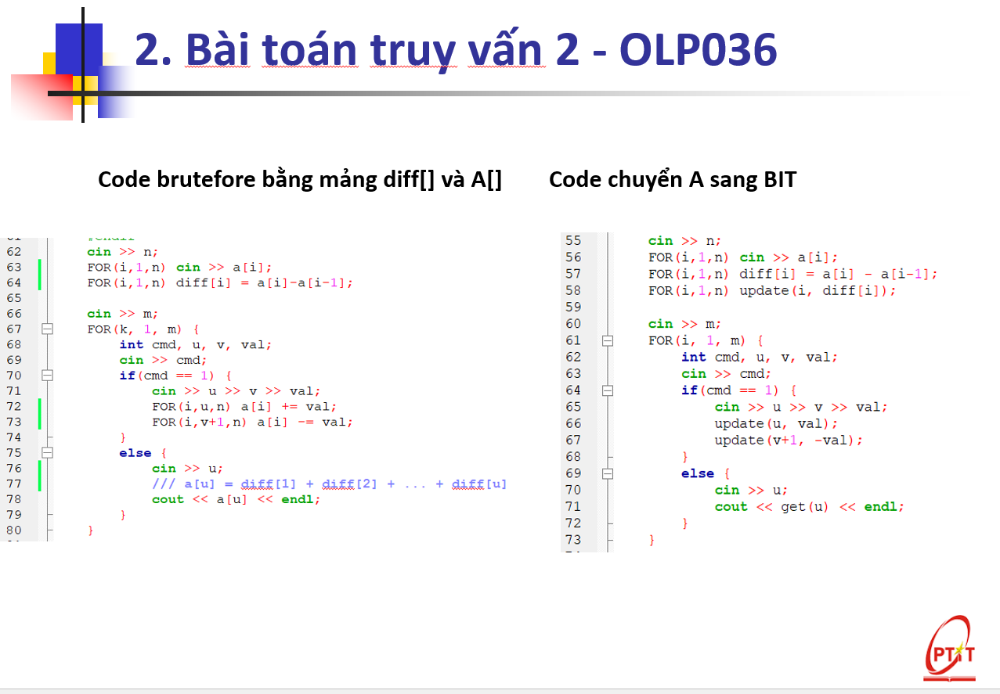 2. Bài toán truy vấn 2 - OLP036
Code brutefore bằng mảng diff[] và A[]
62 cin >> n;
63 FOR(i,1,n) cin >> a[i];
64 FOR(i,1,n) diff[i] = a[i]-a[i-1];
65
66 cin >> m;
67 FOR(k, 1, m) {
68 int cmd, u, v, val;
69 cin >> cmd;
70 if(cmd == 1) {
71 cin >> u >> v >> val;
72 FOR(i,u,n) a[i] += val;
73 FOR(i,v+1,n) a[i] -= val;
74 }
75 else {
76 cin >> u;
77 /// a[u] = diff[1] + diff[2] + ... + diff[u]
78 cout << a[u] << endl;
79 }
80 }
Code chuyển A sang BIT
55 cin >> n;
56 FOR(i,1,n) cin >> a[i];
57 FOR(i,1,n) diff[i] = a[i] - a[i-1];
58 FOR(i,1,n) update(i, diff[i]);
59
60 cin >> m;
61 FOR(i, 1, m) {
62 int cmd, u, v, val;
63 cin >> cmd;
64 if(cmd == 1) {
65 cin >> u >> v >> val;
66 update(u, val);
67 update(v+1, -val);
68 }
69 else {
70 cin >> u;
71 cout << get(u) << endl;
72 }
73 }
PTIT